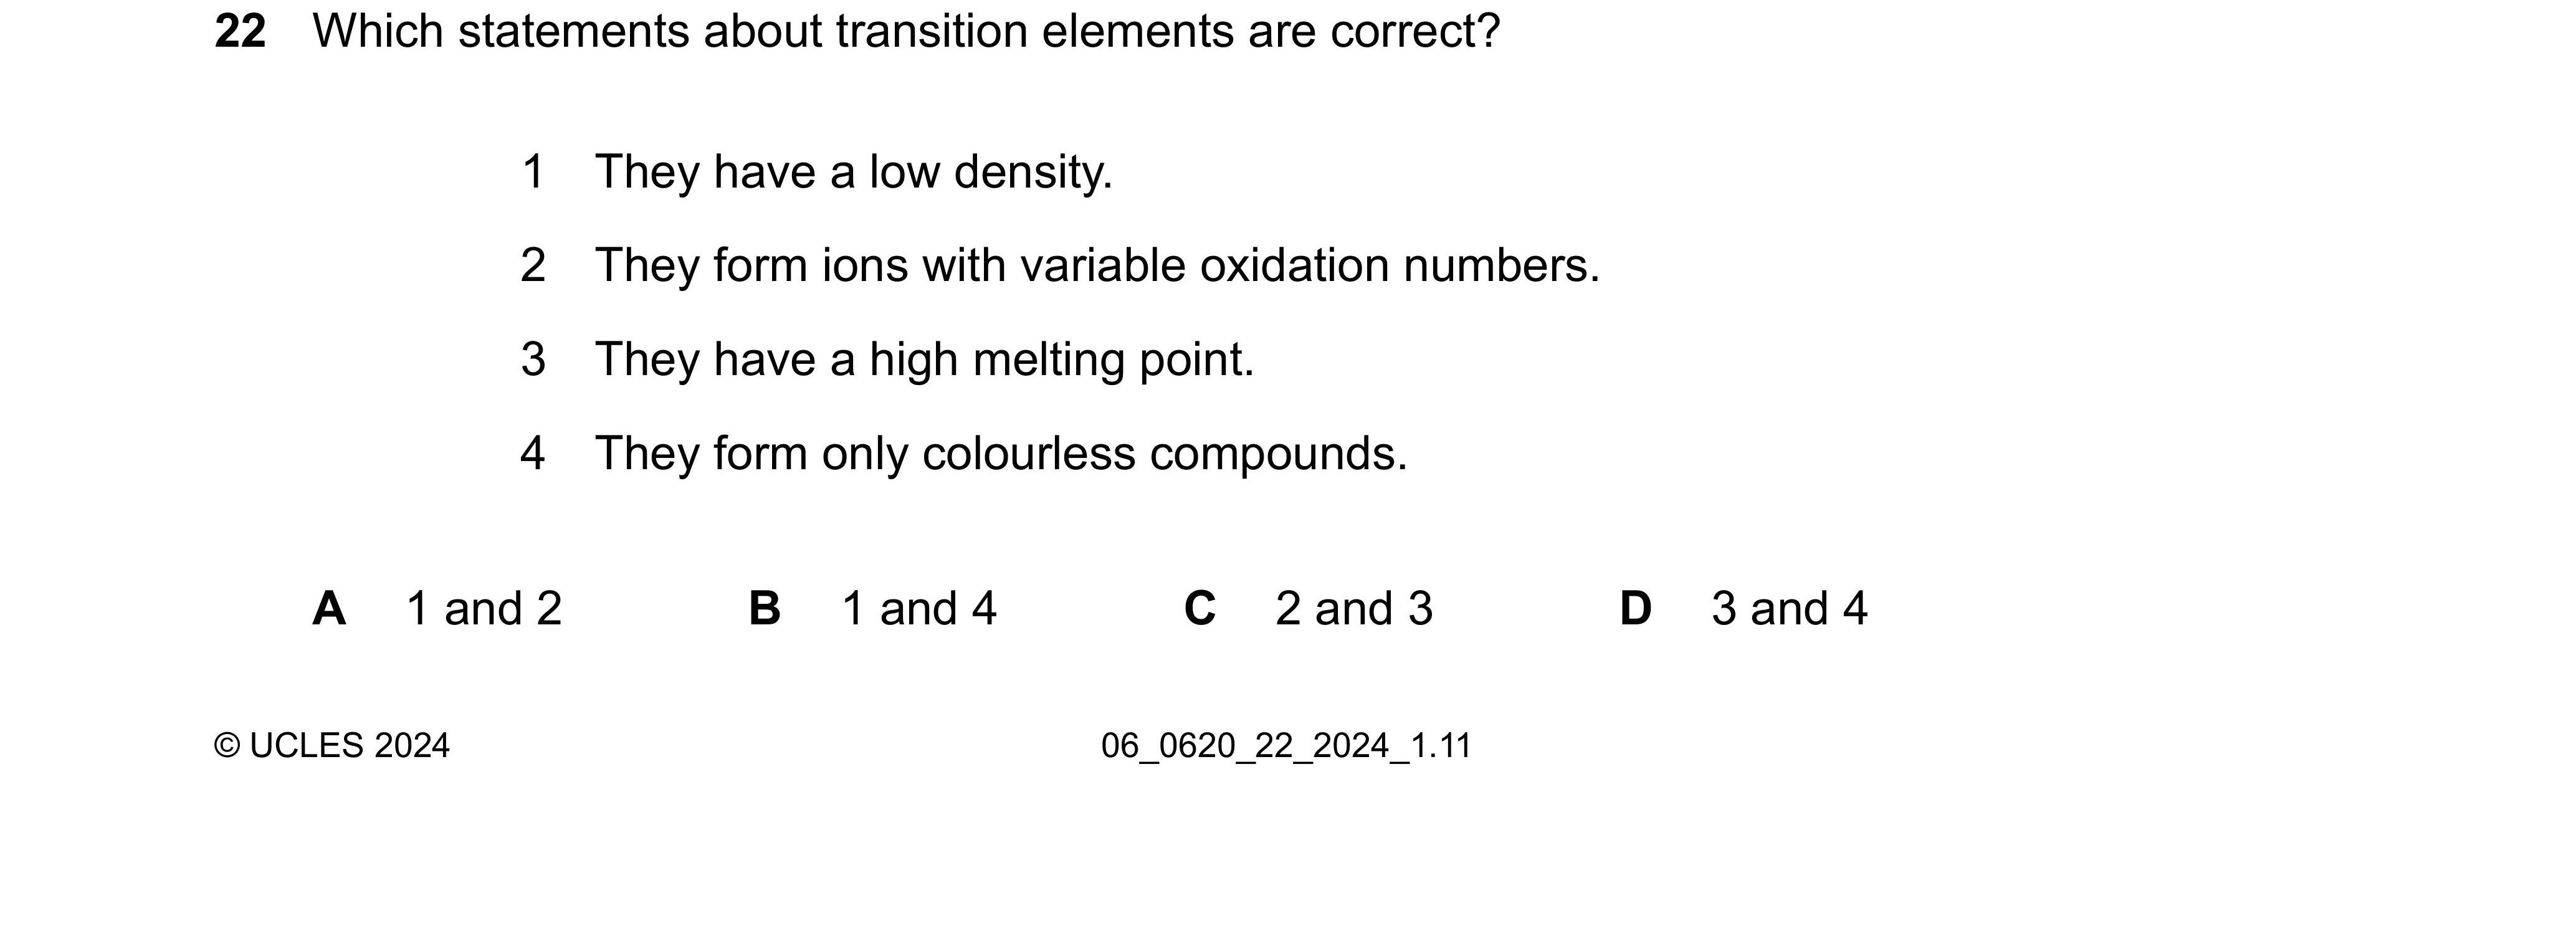 22 Which statements about transition elements are correct?
1 They have a low density.
2 They form ions with variable oxidation numbers.
3 They have a high melting point.
4 They form only colourless compounds.
A 1 and 2 B 1 and 4 C 2 and 3 D 3 and 4
© UCLES 2024 06_0620_22_2024_1.11